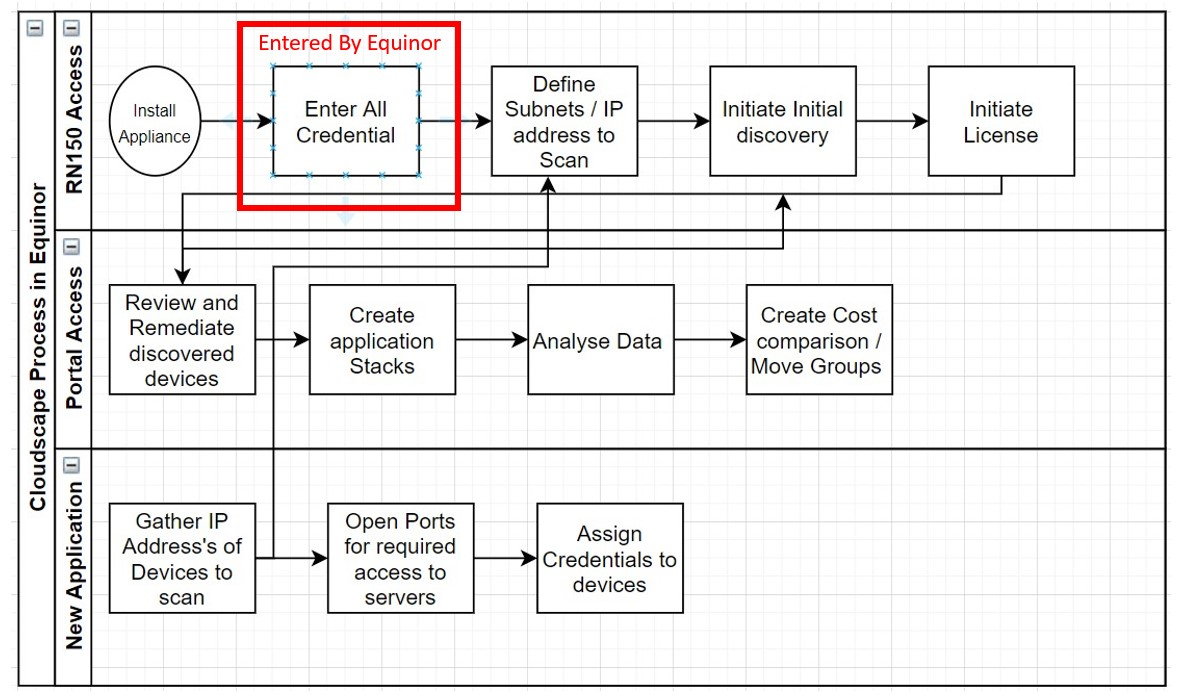 Cloudscape Process in Equinor
RN150 Access
Entered By Equinor
Install
Appliance
Enter All
Credential
Define
Subnets / IP
address to
Scan
Initiate Initial
discovery
Initiate
License
Portal Access
Review and
Remediate
discovered
devices
Create
application
Stacks
Analyse Data
Create Cost
comparison /
Move Groups
New Application
Gather IP
Address's of
Devices to
scan
Open Ports
for required
access to
servers
Assign
Credentials to
devices